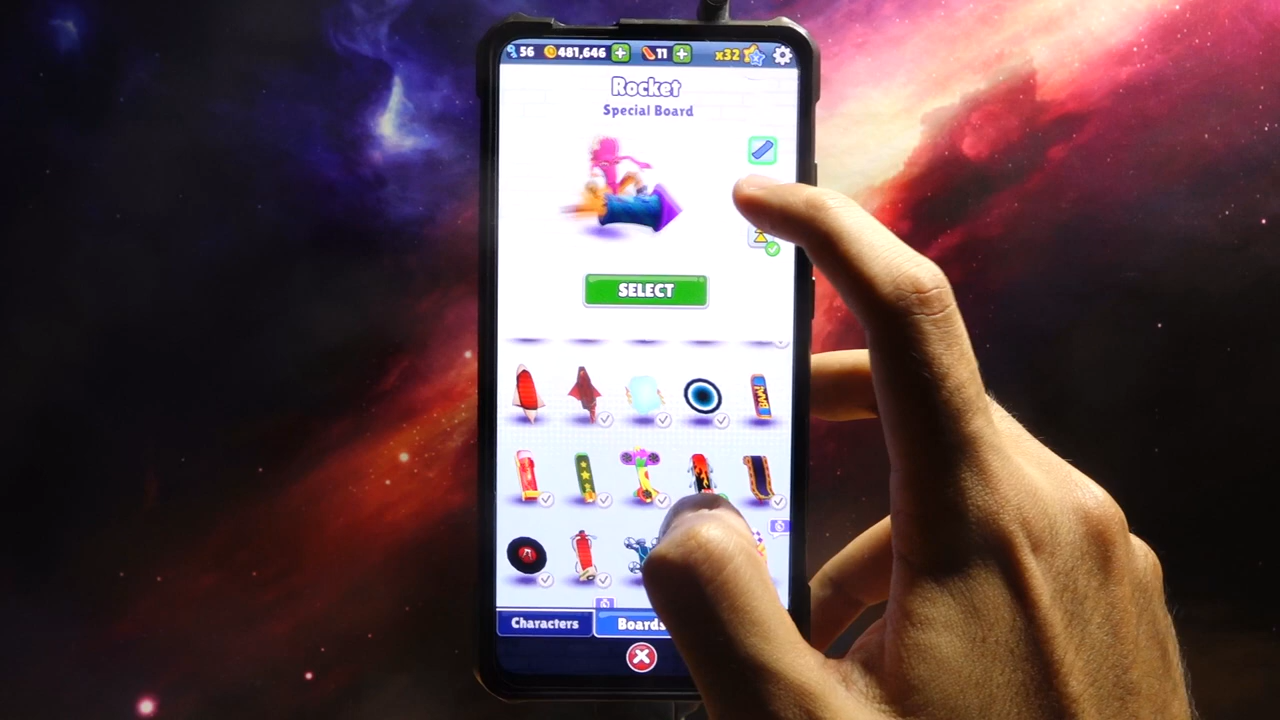 56 481,646 11 x32
Rocket
Special Board
SELECT
BAM!
Characters Boards